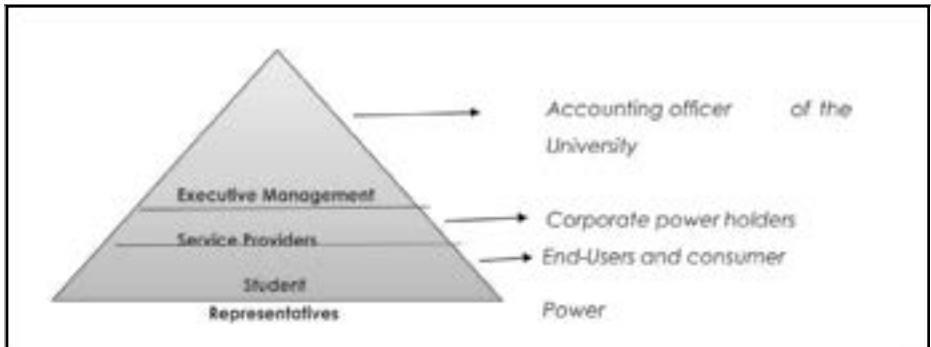 Accounting officer of the
University
Executive Management
Corporate power holders
Service Providers
End-Users and consumer
Student
Representatives
Power